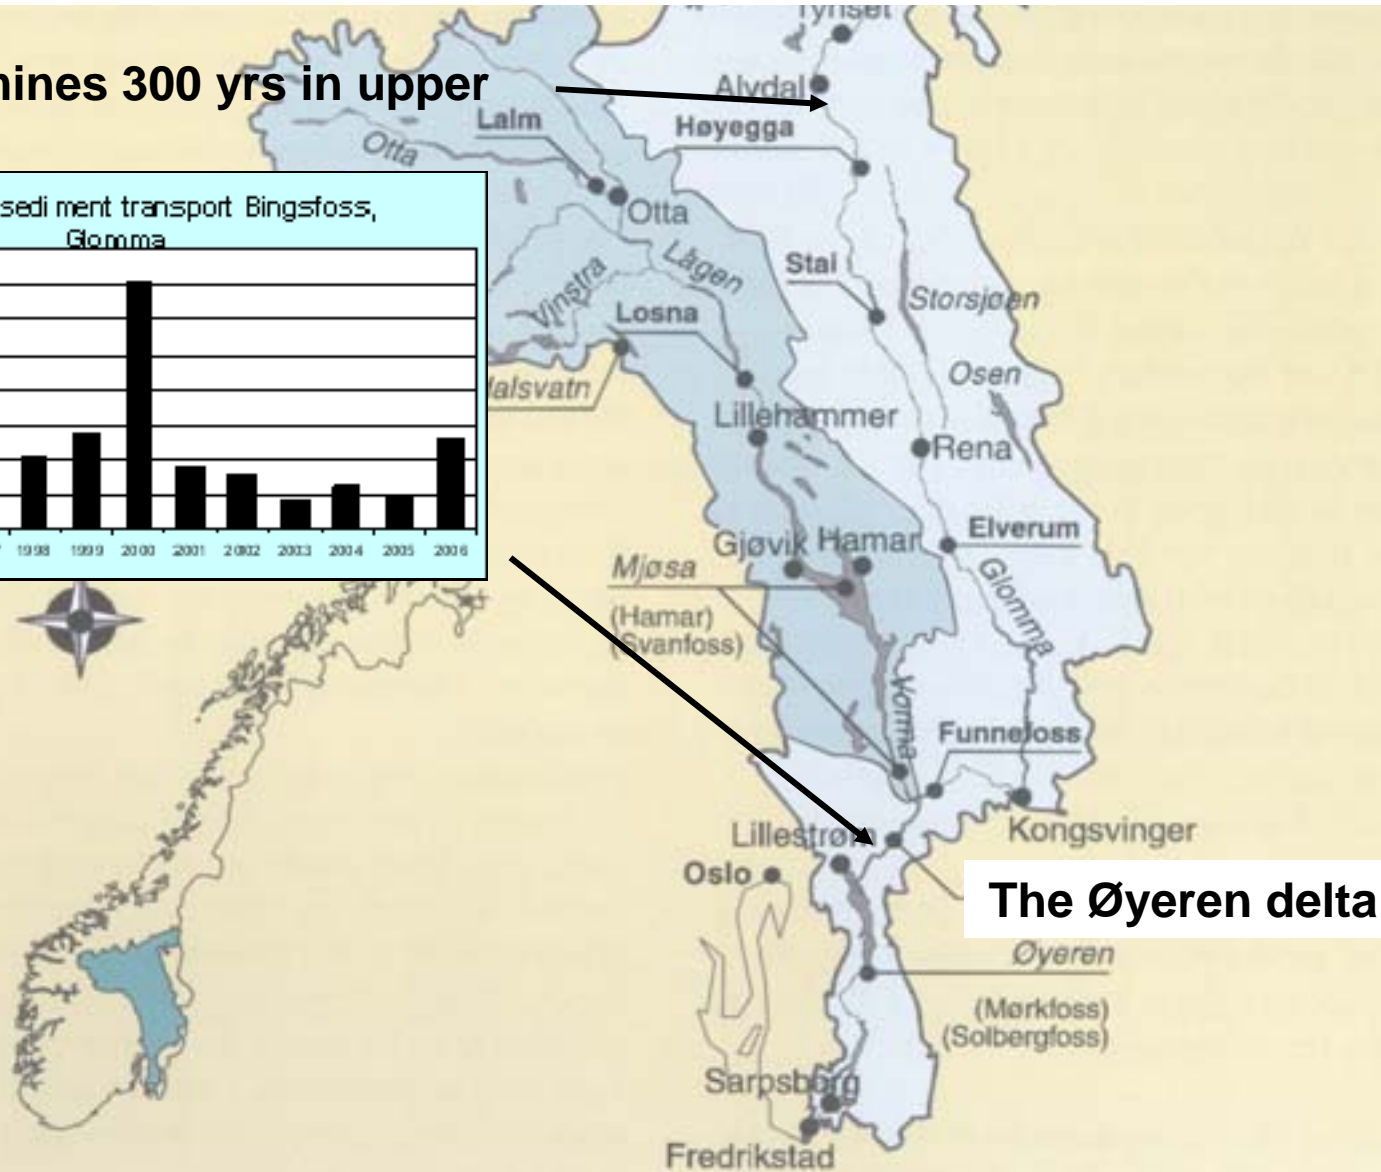 Tynset
mines 300 yrs in upper
Alvdal
Lalm
Høyegga
Otta
sedi ment transport Bingsfoss,
Glomma
Otta
Lågen
Stai
Vinstra
Storsjøen
Losna
Osen
alsvatn
Lillehammer
Rena
Elverum
1998 1999 2000 2001 2002 2003 2004 2005 2006
Gjøvik Hamar
Mjøsa
Glomma
(Hamar)
(Svanfoss)
Vorma
Funnefoss
Lillestrøm
Kongsvinger
Oslo
The Øyeren delta
Øyeren
(Mørkfoss)
(Solbergfoss)
Sarpsborg
Fredrikstad